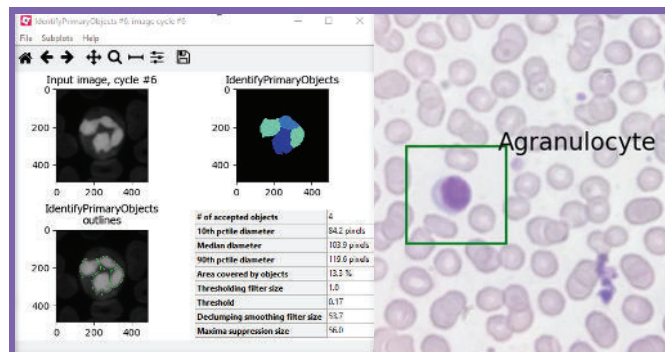 IdentifyPrimaryObjects #6, image cycle #6
File Subplots Help
Input image, cycle #6
IdentifyPrimaryObjects
0
200
400
0 200 400
0
200
400
0 200 400
IdentifyPrimaryObjects
outlines
0
200
400
0 200 400
# of accepted objects 4
10th pctile diameter 84.2 pixels
Median diameter 103.9 pixels
90th pctile diameter 119.6 pixels
Area covered by objects 13.3 %
Thresholding filter size 1.0
Threshold 0.17
Declumping smoothing filter size 53.7
Maxima suppression size 56.0
Agranulocyte